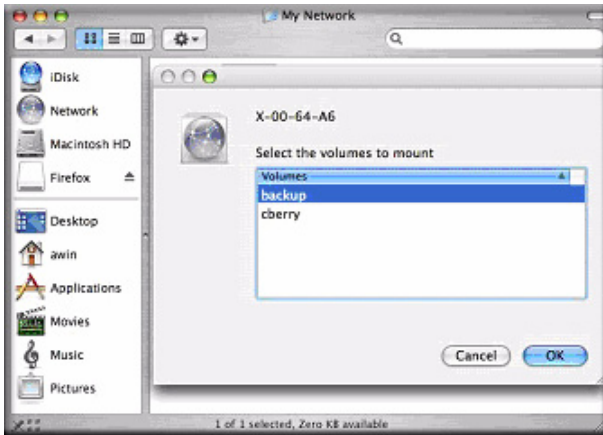 My Network
iDisk
Network
Macintosh HD
Firefox
Desktop
awin
Applications
Movies
Music
Pictures
X-00-64-A6
Select the volumes to mount
Volumes
backup
cberry
Cancel
OK
1 of 1 selected, Zero KB available